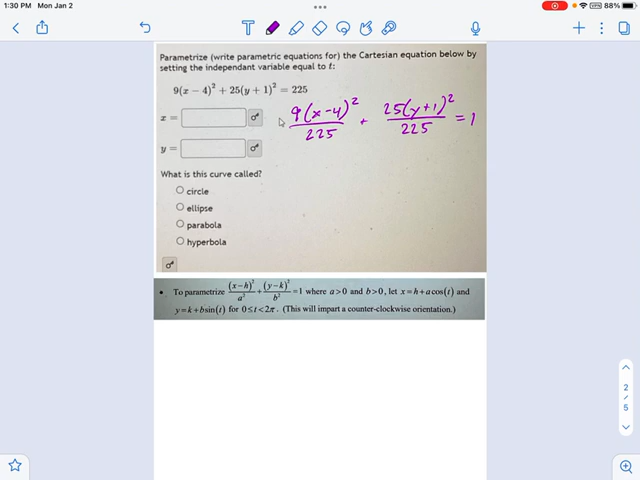 1:30 PM Mon Jan 2
VPN 88%
Parametrize (write parametric equations for) the Cartesian equation below by
setting the independant variable equal to t:
9(x − 4)² + 25(y + 1)² = 225
x =
9(x-4)²/225 + 25(y+1)²/225 = 1
y =
What is this curve called?
circle
ellipse
parabola
hyperbola
• To parametrize (x−h)²/a² + (y−k)²/b² = 1 where a>0 and b>0, let x=h+acos(t) and
y=k+bsin(t) for 0≤t<2π. (This will impart a counter-clockwise orientation.)
2
/
5